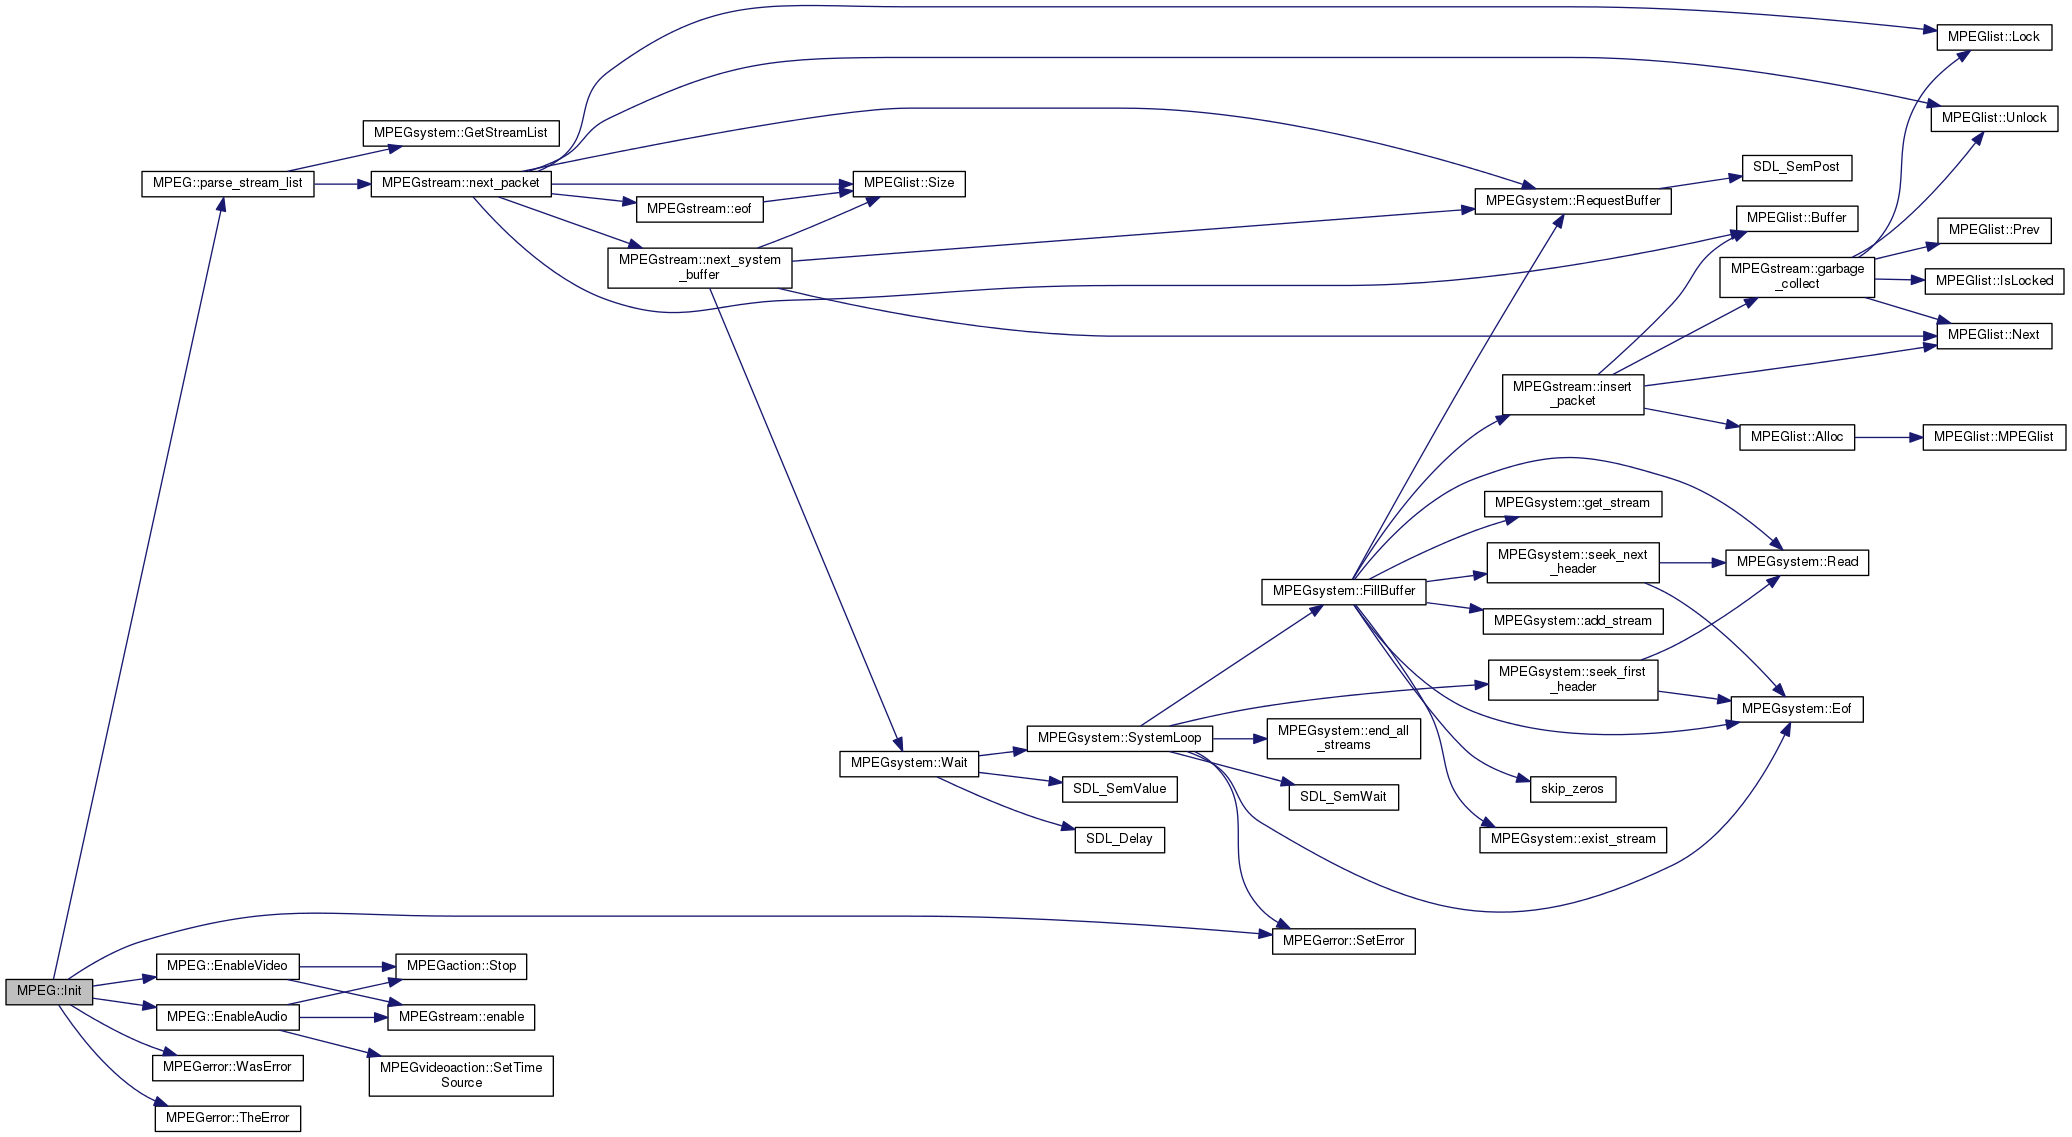 MPEGlist::Lock
MPEGlist::Unlock
MPEGsystem::GetStreamList
SDL_SemPost
MPEG::parse_stream_list
MPEGstream::next_packet
MPEGlist::Size
MPEGsystem::RequestBuffer
MPEGstream::eof
MPEGlist::Buffer
MPEGlist::Prev
MPEGstream::next_system
_buffer
MPEGstream::garbage
_collect
MPEGlist::IsLocked
MPEGlist::Next
MPEGstream::insert
_packet
MPEGlist::Alloc
MPEGlist::MPEGlist
MPEGsystem::get_stream
MPEGsystem::seek_next
_header
MPEGsystem::Read
MPEGsystem::FillBuffer
MPEGsystem::add_stream
MPEGsystem::seek_first
_header
MPEGsystem::Eof
MPEGsystem::SystemLoop
MPEGsystem::end_all
_streams
MPEGsystem::Wait
SDL_SemValue
SDL_SemWait
skip_zeros
SDL_Delay
MPEGsystem::exist_stream
MPEGerror::SetError
MPEG::EnableVideo
MPEGaction::Stop
MPEG::Init
MPEG::EnableAudio
MPEGstream::enable
MPEGerror::WasError
MPEGvideoaction::SetTime
Source
MPEGerror::TheError